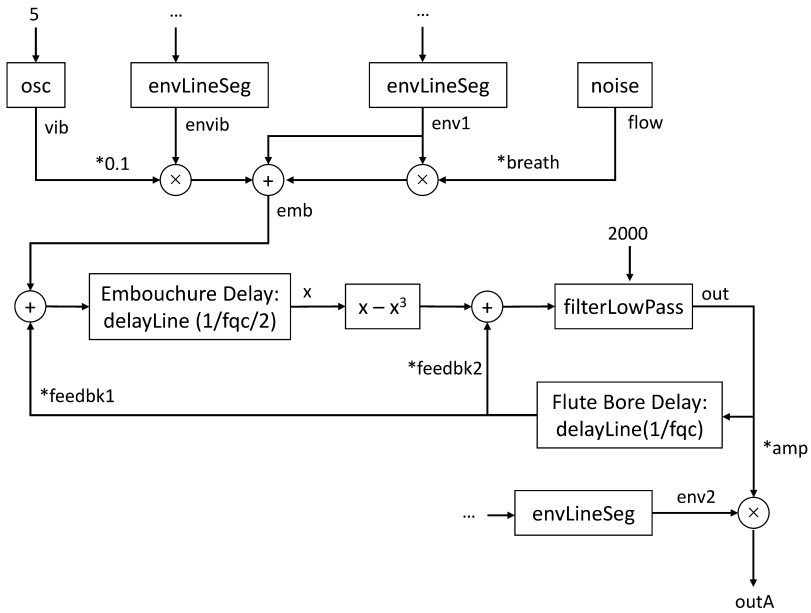 5
...
...
osc
envLineSeg
envLineSeg
noise
vib
envib
env1
flow
*0.1
*breath
×
+
×
emb
2000
+
Embouchure Delay:
delayLine (1/fqc/2)
x
x – x³
+
filterLowPass
out
*feedbk1
*feedbk2
Flute Bore Delay:
delayLine(1/fqc)
*amp
...
envLineSeg
env2
×
outA